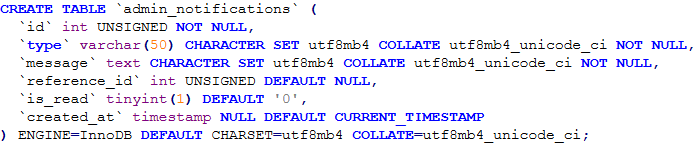 CREATE TABLE `admin_notifications` (
  `id` int UNSIGNED NOT NULL,
  `type` varchar(50) CHARACTER SET utf8mb4 COLLATE utf8mb4_unicode_ci NOT NULL,
  `message` text CHARACTER SET utf8mb4 COLLATE utf8mb4_unicode_ci NOT NULL,
  `reference_id` int UNSIGNED DEFAULT NULL,
  `is_read` tinyint(1) DEFAULT '0',
  `created_at` timestamp NULL DEFAULT CURRENT_TIMESTAMP
) ENGINE=InnoDB DEFAULT CHARSET=utf8mb4 COLLATE=utf8mb4_unicode_ci;